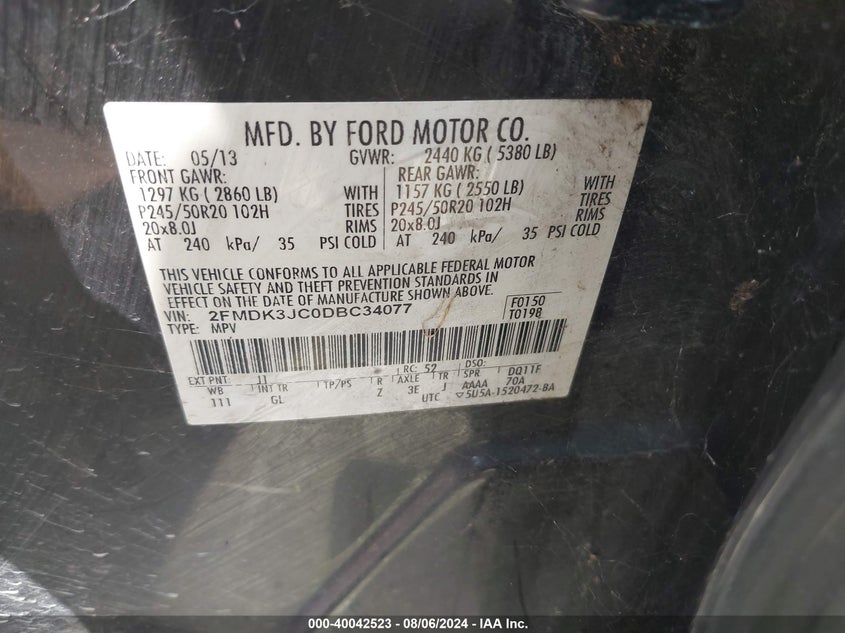 MFD. BY FORD MOTOR CO.
DATE: 05/13 GVWR: 2440 KG ( 5380 LB)
FRONT GAWR: REAR GAWR:
1297 KG ( 2860 LB) WITH 1157 KG ( 2550 LB) WITH
P245/50R20 102H TIRES P245/50R20 102H TIRES
20x8.0J RIMS 20x8.0J RIMS
AT 240 kPa/ 35 PSI COLD AT 240 kPa/ 35 PSI COLD
THIS VEHICLE CONFORMS TO ALL APPLICABLE FEDERAL MOTOR
VEHICLE SAFETY AND THEFT PREVENTION STANDARDS IN
EFFECT ON THE DATE OF MANUFACTURE SHOWN ABOVE.
VIN: 2FMDK3JC0DBC34077 F0150
TYPE: MPV T0198
EXT PNT: JJ RC: 52 DSO:
WB INT TR TP/PS R AXLE TR SPR DQ11F
111 GL Z 3E J AAAA 70A
UTC ▽5U5A-1520472-BA
000-40042523 - 08/06/2024 - IAA Inc.